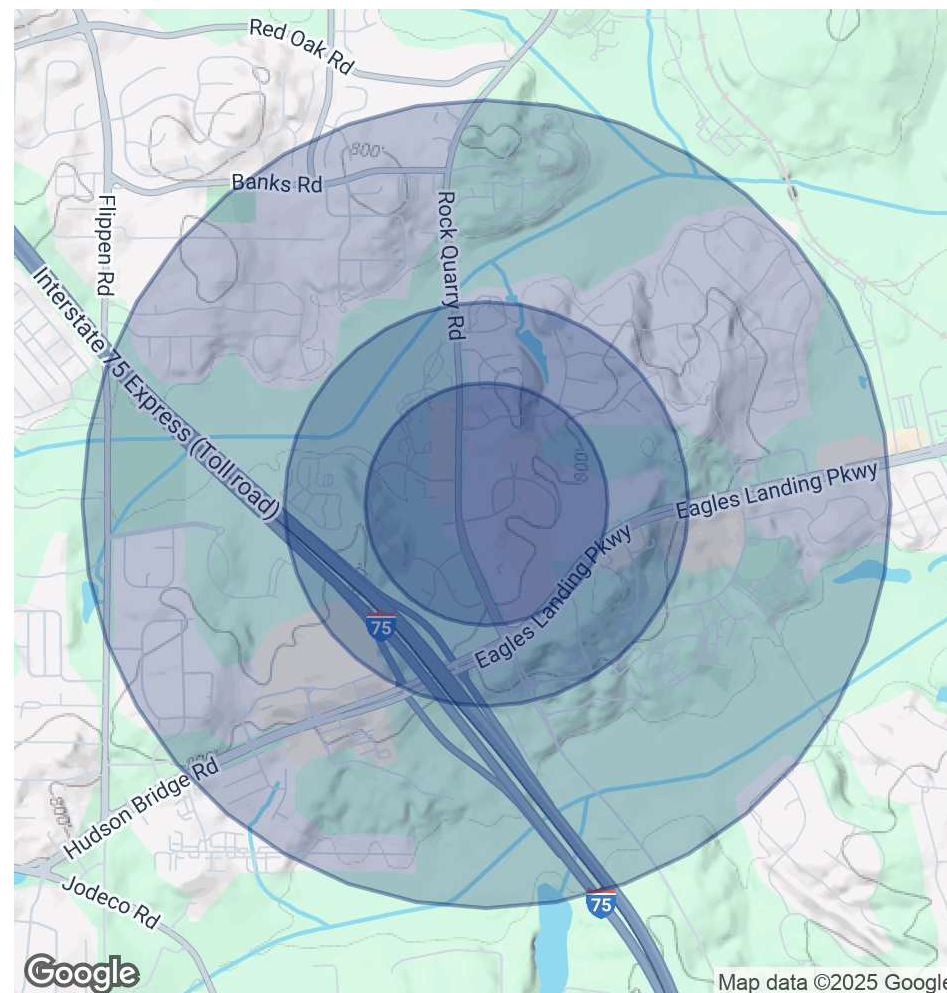 Red Oak Rd
800'
Banks Rd
Flippen Rd
Rock Quarry Rd
Interstate 75 Express (Toll road)
800'
Eagles Landing Pkwy
75
Eagles Landing Pkwy
Hudson Bridge Rd
800'
Jodeco Rd
75
Google
Map data ©2025 Google